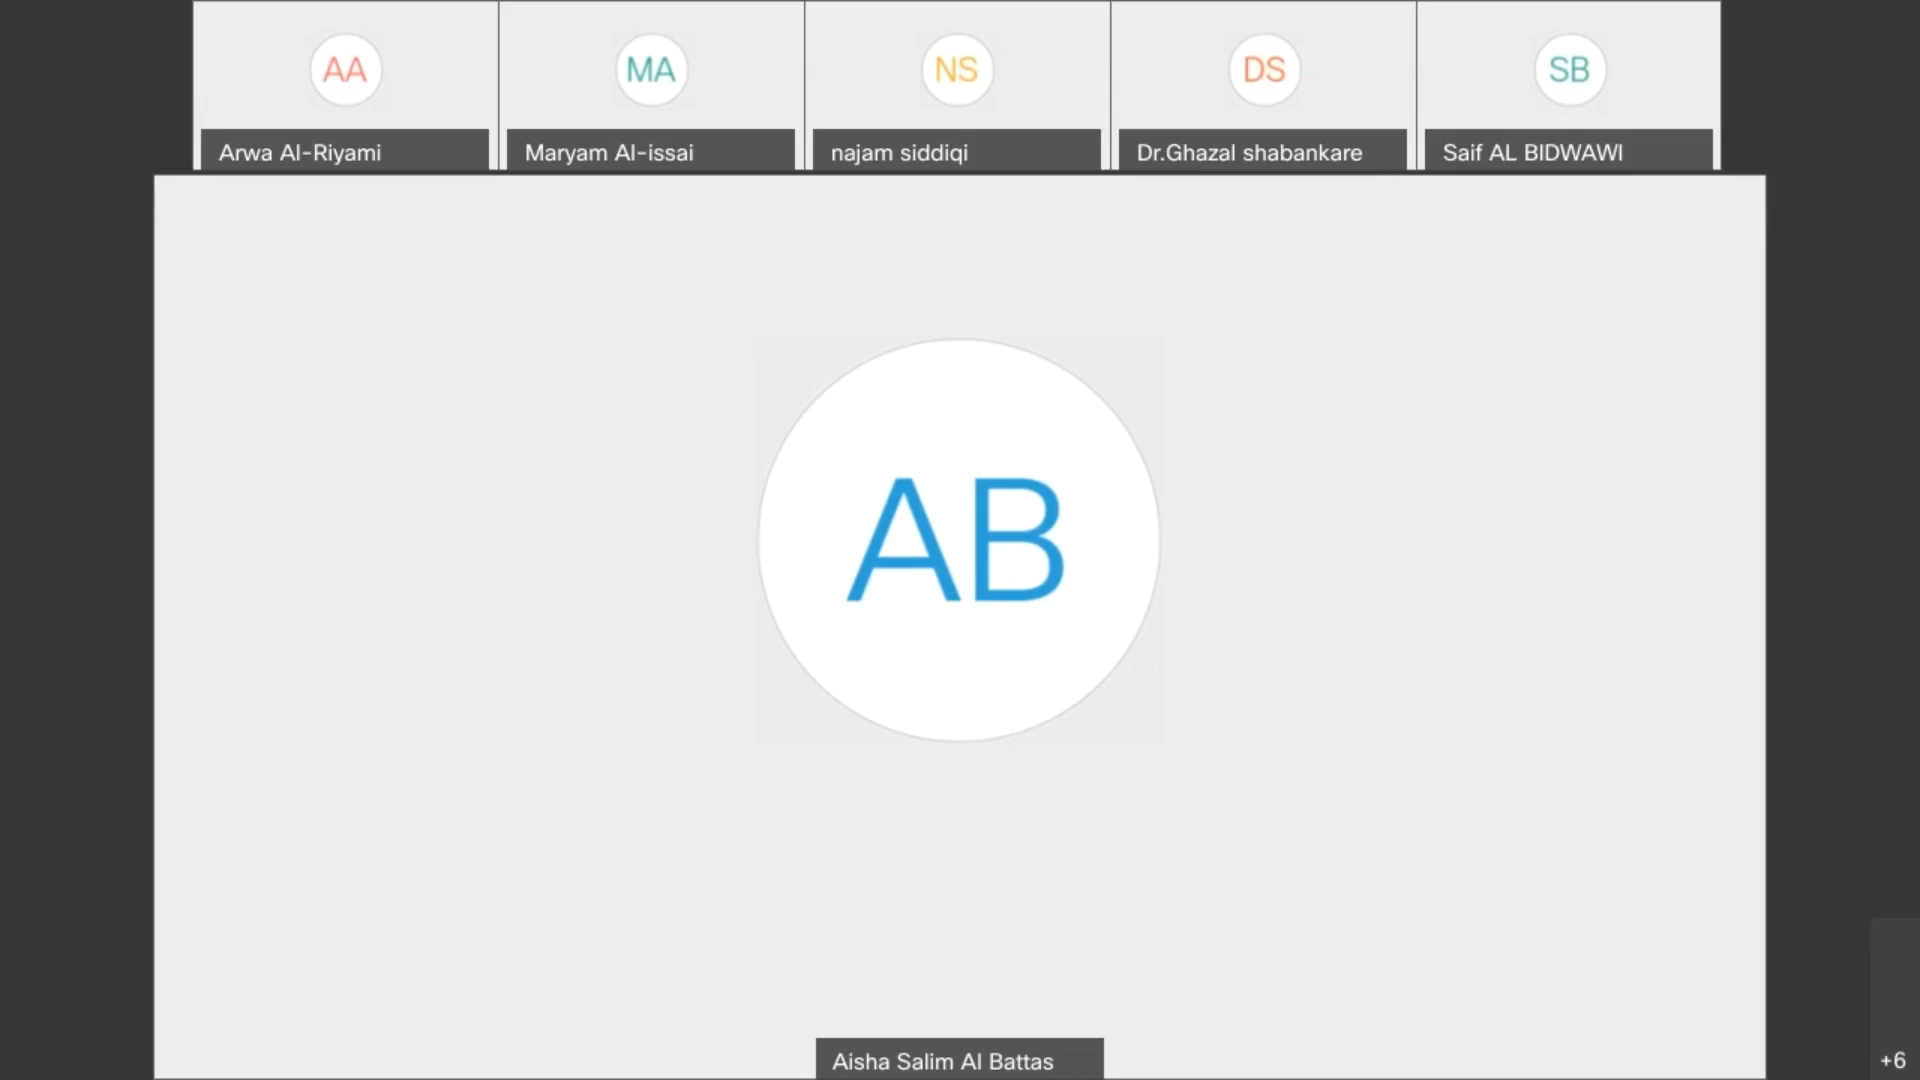 AA
MA
NS
DS
SB
Arwa Al-Riyami
Maryam Al-issai
najam siddiqi
Dr.Ghazal shabankare
Saif AL BIDWAWI
AB
Aisha Salim Al Battas
+6